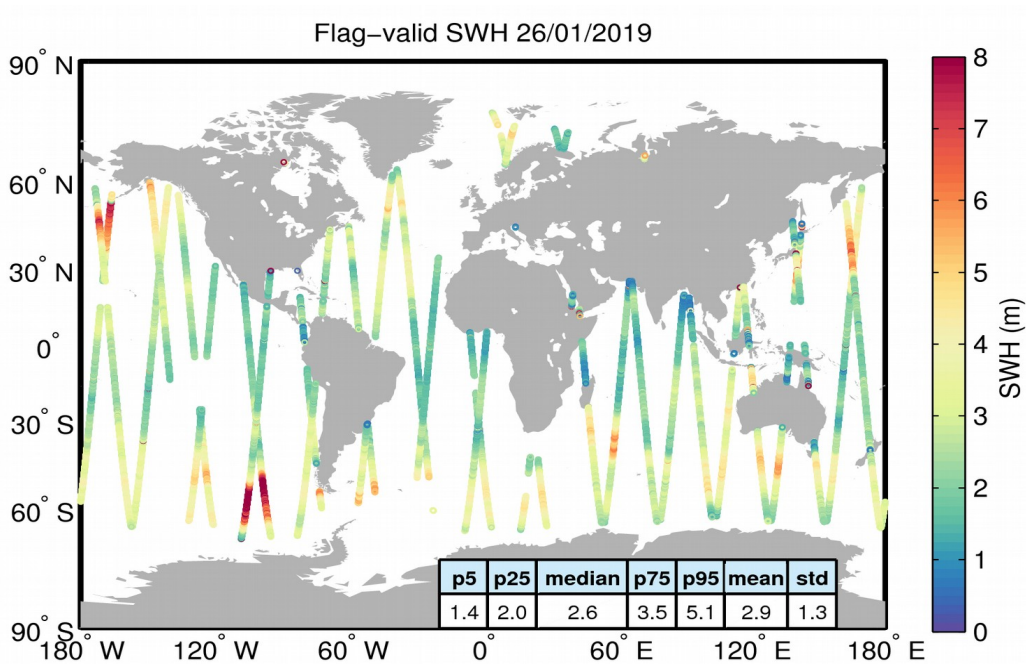 Flag−valid SWH 26/01/2019
90° N
60° N
30° N
0°
30° S
60° S
90° S
180° W
120° W
60° W
0°
60° E
120° E
180° E
8
7
6
5
4
3
2
1
0
SWH (m)
p5 p25 median p75 p95 mean std
1.4 2.0 2.6 3.5 5.1 2.9 1.3